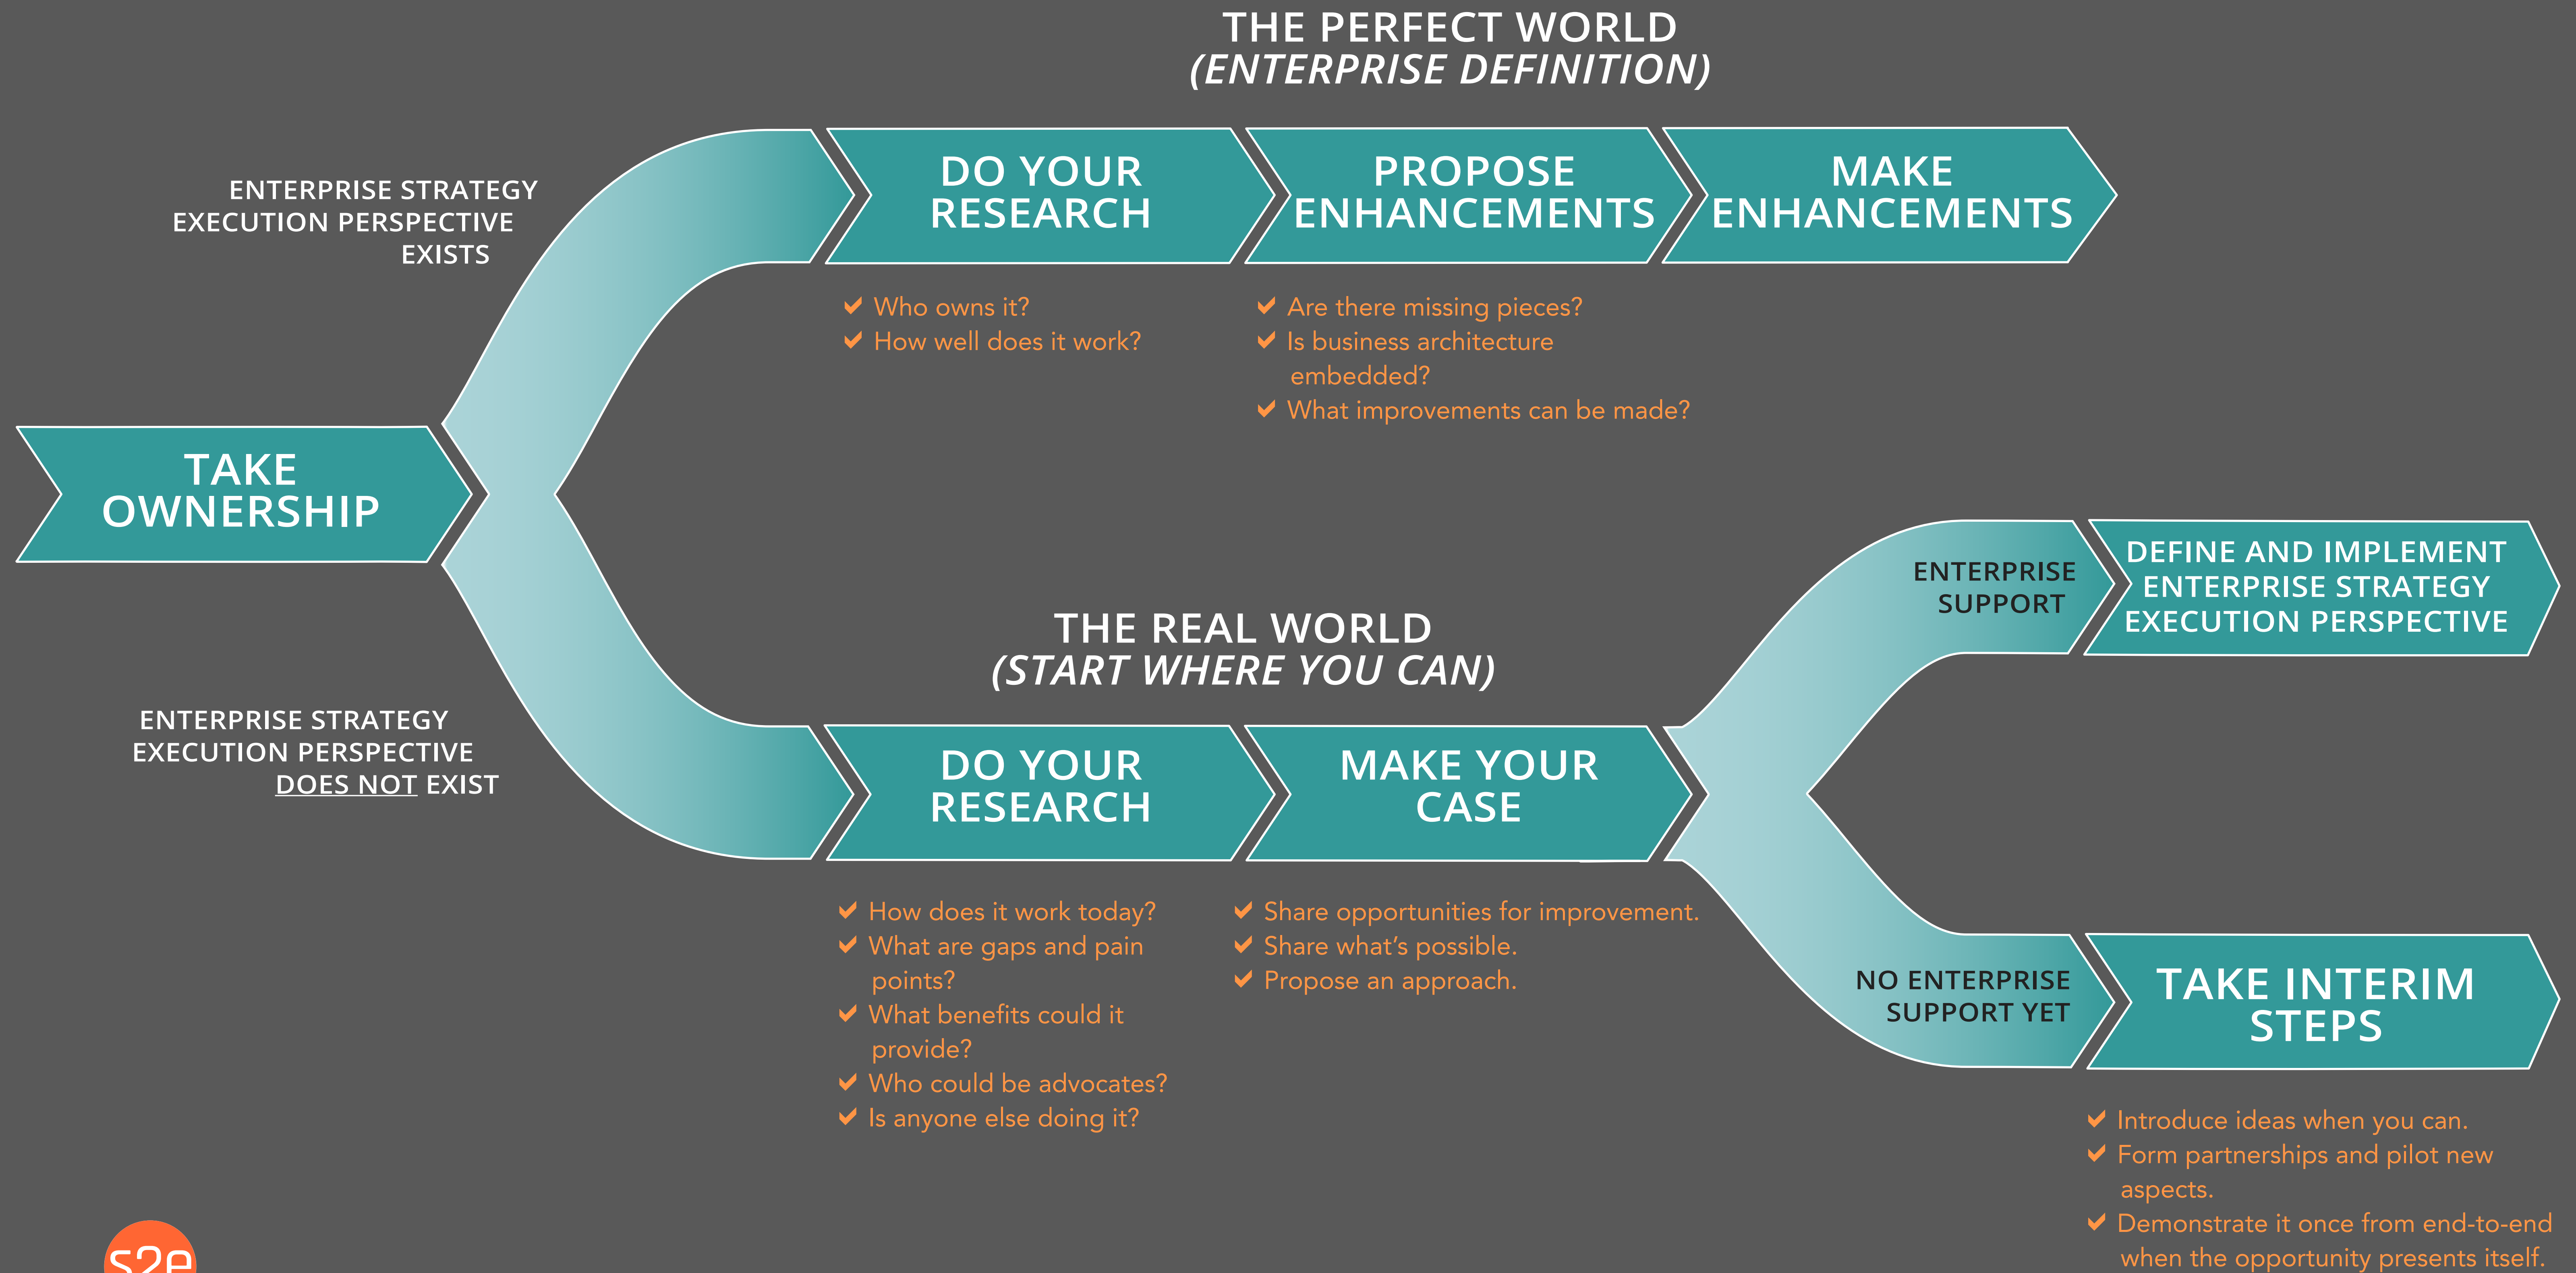 THE PERFECT WORLD
(ENTERPRISE DEFINITION)
ENTERPRISE STRATEGY
EXECUTION PERSPECTIVE
EXISTS
DO YOUR
RESEARCH
PROPOSE
ENHANCEMENTS
MAKE
ENHANCEMENTS
Who owns it?
How well does it work?
Are there missing pieces?
Is business architecture
embedded?
What improvements can be made?
TAKE
OWNERSHIP
THE REAL WORLD
(START WHERE YOU CAN)
ENTERPRISE STRATEGY
EXECUTION PERSPECTIVE
DOES NOT EXIST
DO YOUR
RESEARCH
MAKE YOUR
CASE
How does it work today?
What are gaps and pain
points?
What benefits could it
provide?
Who could be advocates?
Is anyone else doing it?
Share opportunities for improvement.
Share what’s possible.
Propose an approach.
ENTERPRISE
SUPPORT
DEFINE AND IMPLEMENT
ENTERPRISE STRATEGY
EXECUTION PERSPECTIVE
NO ENTERPRISE
SUPPORT YET
TAKE INTERIM
STEPS
Introduce ideas when you can.
Form partnerships and pilot new
aspects.
Demonstrate it once from end-to-end
when the opportunity presents itself.
s2e